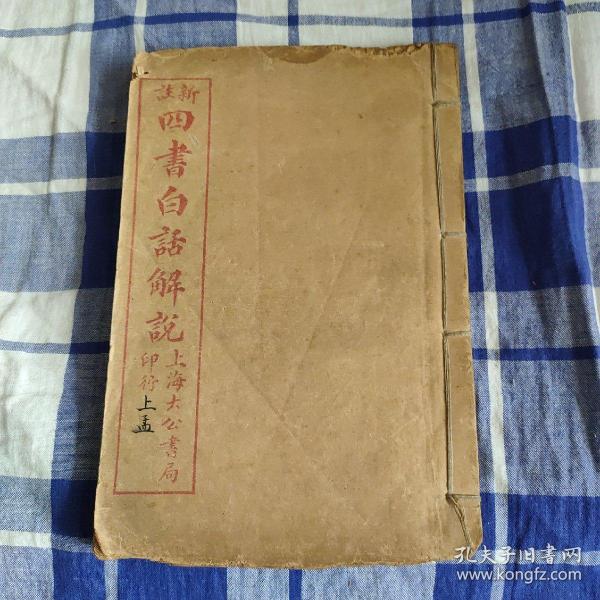 新註
四書白話解說
上海大公書局
印行
上孟
孔夫子旧书网
www.kongfz.com